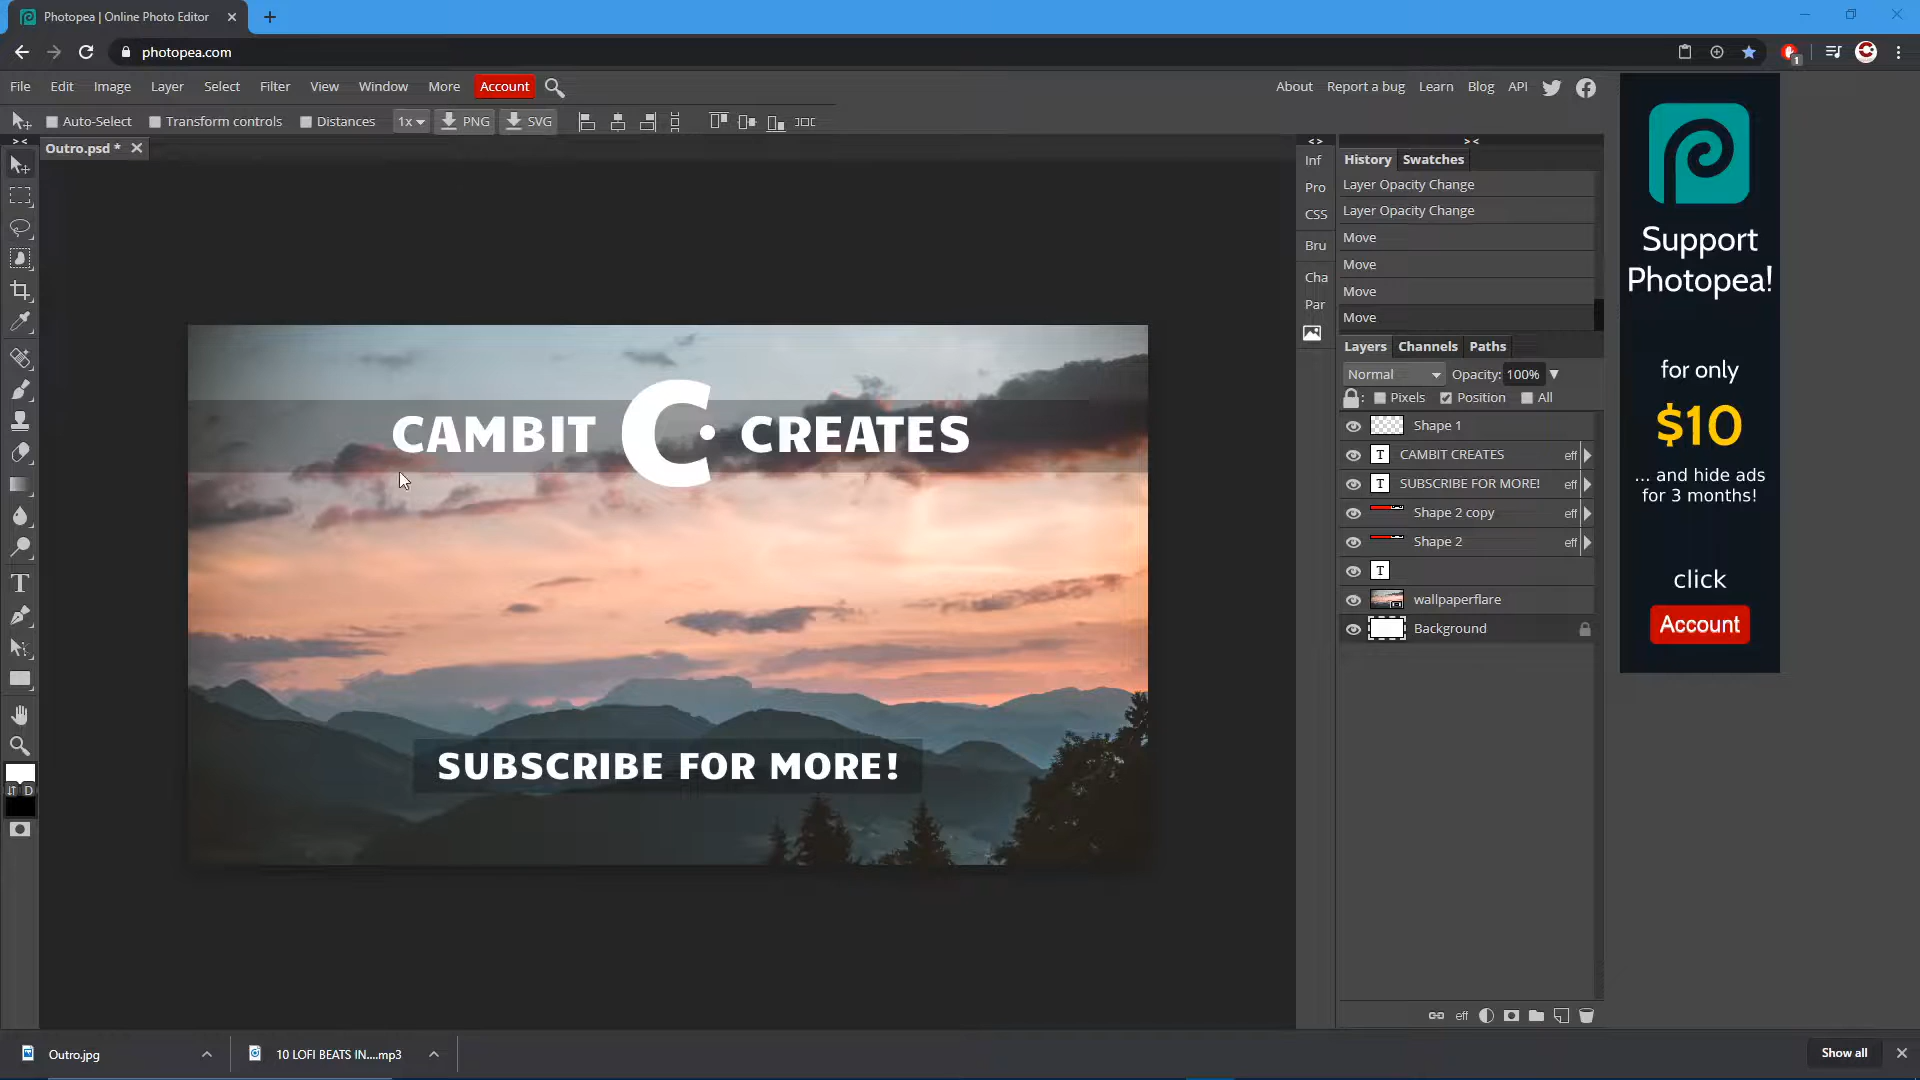 Photopea | Online Photo Editor
photopea.com
1
File Edit Image Layer Select Filter View Window More Account
About Report a bug Learn Blog API
Auto-Select Transform controls Distances 1x PNG SVG
Outro.psd *
Inf
Pro
CSS
Bru
Cha
Par
History Swatches
Layer Opacity Change
Layer Opacity Change
Move
Move
Move
Move
Layers Channels Paths
Normal Opacity: 100%
: Pixels Position All
Shape 1
T CAMBIT CREATES eff
T SUBSCRIBE FOR MORE! eff
Shape 2 copy eff
Shape 2 eff
T
wallpaperflare
Background
eff
CAMBIT C CREATES
SUBSCRIBE FOR MORE!
T
D
Support
Photopea!
for only
$10
... and hide ads
for 3 months!
click
Account
Outro.jpg
10 LOFI BEATS IN....mp3
Show all